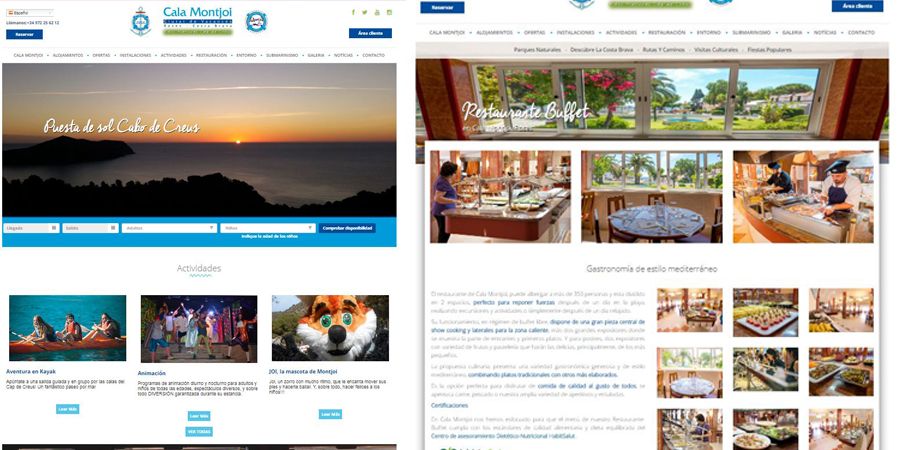 Español
Llámanos:+34 972 25 62 12
Reservar
Cala Montjoi
Ciutat de Vacances
Roses - Costa Brava
Área cliente
CALA MONTJOI • ALOJAMIENTOS • OFERTAS • INSTALACIONES • ACTIVIDADES • RESTAURACIÓN • ENTORNO • SUBMARINISMO • GALERIA • NOTÍCIAS • CONTACTO
Puesta de sol Cabo de Creus
Llegada
Salida
Adultos
Niños
Comprobar disponibilidad
Indique la edad de los niños
Actividades
Aventura en Kayak
Apúntate a una salida guiada y en grupo por las calas del
Cap de Creus! Un fantástico paseo por mar
Leer Más
Animación
Programas de animación diurno y nocturno para adultos y
niños de todas las edades, espectáculos diversos, y sobre
todo DIVERSIÓN garantizada durante su estancia.
Leer Más
VER TODAS
JOI, la mascota de Montjoi
Joi, un zorro con mucho ritmo, que le encanta mover sus
pies y hacerte bailar. Y, sobre todo, hacer felices a los
niños!!!
Leer Más
Reservar
Área cliente
CALA MONTJOI • ALOJAMIENTOS • OFERTAS • INSTALACIONES • ACTIVIDADES • RESTAURACIÓN • ENTORNO • SUBMARINISMO • GALERIA • NOTÍCIAS • CONTACTO
Parques Naturales • Descubre La Costa Brava • Rutas Y Caminos • Visitas Culturales • Fiestas Populares
Restaurante Buffet
en Cala
Gastronomía de estilo mediterráneo
El restaurante de Cala Montjoi, puede albergar a más de 350 personas y esta dividido
en 2 espacios, perfecto para reponer fuerzas después de un día en la playa,
realizando excursiones y actividades o simplemente después de un día relajado.
Su funcionamiento, en régimen de buffet libre, dispone de una gran pieza central de
show cooking y laterales para la zona caliente, más dos grandes expositores donde
se muestra la parte de entrantes y primeros platos. Y para postres, dos expositores
con variedad de frutas y pastelería que harán las delicias, principalmente, de los más
pequeños.
La propuesta culinaria, presenta una variedad gastronómica generosa y de estilo
mediterráneo, combinando platos tradicionales con otros más elaborados.
Es la opción perfecta para disfrutar de comida de calidad al gusto de todos, se
apetezca carne, pescado o nuestra amplia variedad de aperitivos y ensaladas.
Certificaciones
En Cala Montjoi nos hemos esforzado para que el menú de nuestro Restaurante-
Buffet cumpla con los estándares de calidad alimentaria y dieta equilibrada del
Centro de asesoramiento Dietético-Nutricional HabitSalut